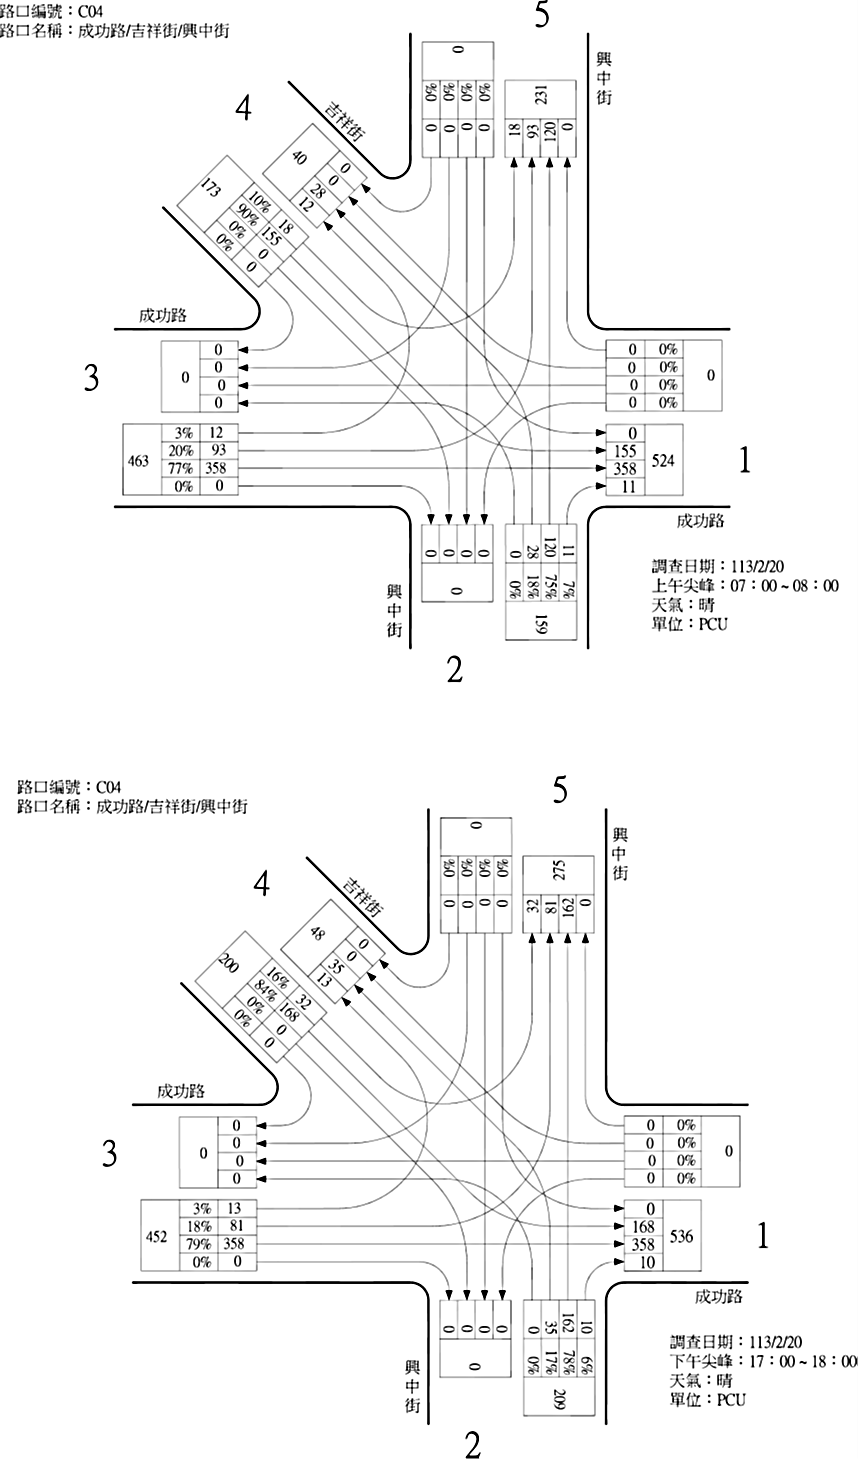 路口編號：C04
路口名稱：成功路/吉祥街/興中街
5
0
0% 0% 0% 0%
0 0 0 0
231
18 93 120 0
興中街
4
吉祥街
40
0
0
28
12
173
10% 18
90% 155
0% 0
0% 0
成功路
3
0
0
0
0
0
463
3% 12
20% 93
77% 358
0% 0
0 0%
0 0%
0 0%
0 0%
0
1
0
155
358
11
524
成功路
0 0 0 0
0
0 28 120 11
0% 18% 75% 7%
159
興中街
2
調查日期：113/2/20
上午尖峰：07：00~08：00
天氣：晴
單位：PCU
路口編號：C04
路口名稱：成功路/吉祥街/興中街
5
0
0% 0% 0% 0%
0 0 0 0
275
32 81 162 0
興中街
4
吉祥街
48
0
0
35
13
200
16% 32
84% 168
0% 0
0% 0
成功路
3
0
0
0
0
0
452
3% 13
18% 81
79% 358
0% 0
0 0%
0 0%
0 0%
0 0%
0
1
0
168
358
10
536
成功路
0 0 0 0
0
0 35 162 10
0% 17% 78% 6%
209
興中街
2
調查日期：113/2/20
下午尖峰：17：00~18：00
天氣：晴
單位：PCU